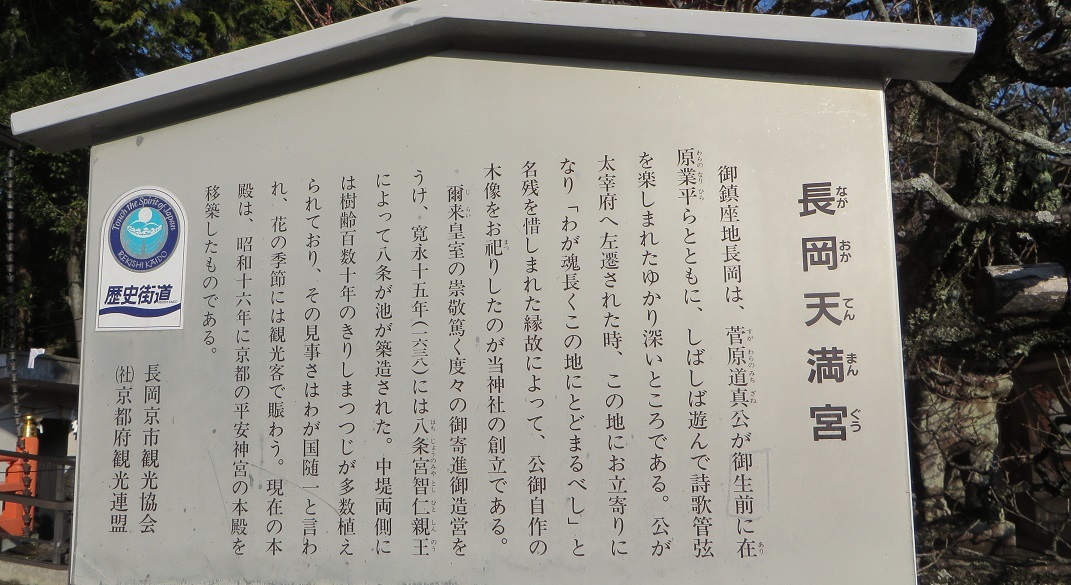 長岡天満宮
御鎮座地長岡は、菅原道真公が御生前に在
原業平らとともに、しばしば遊んで詩歌管弦
を楽しまれたゆかり深いところである。公が
太宰府へ左遷された時、この地にお立寄りに
なり「わが魂長くこの地にとどまるべし」と
名残を惜しまれた縁故によって、公御自作の
木像をお祀りしたのが当神社の創立である。
爾来皇室の崇敬篤く度々の御寄進御造営を
うけ、寛永十五年(一六三八)には八条宮智仁親王
によって八条が池が築造された。中堤両側に
は樹齢百数十年のきりしまつつじが多数植え
られており、その見事さはわが国随一と言わ
れ、花の季節には観光客で賑わう。現在の本
殿は、昭和十六年に京都の平安神宮の本殿を
移築したものである。
長岡京市観光協会
(社)京都府観光連盟
Touch the Spirit of Japan
REKISHI KAIDO
歴史街道